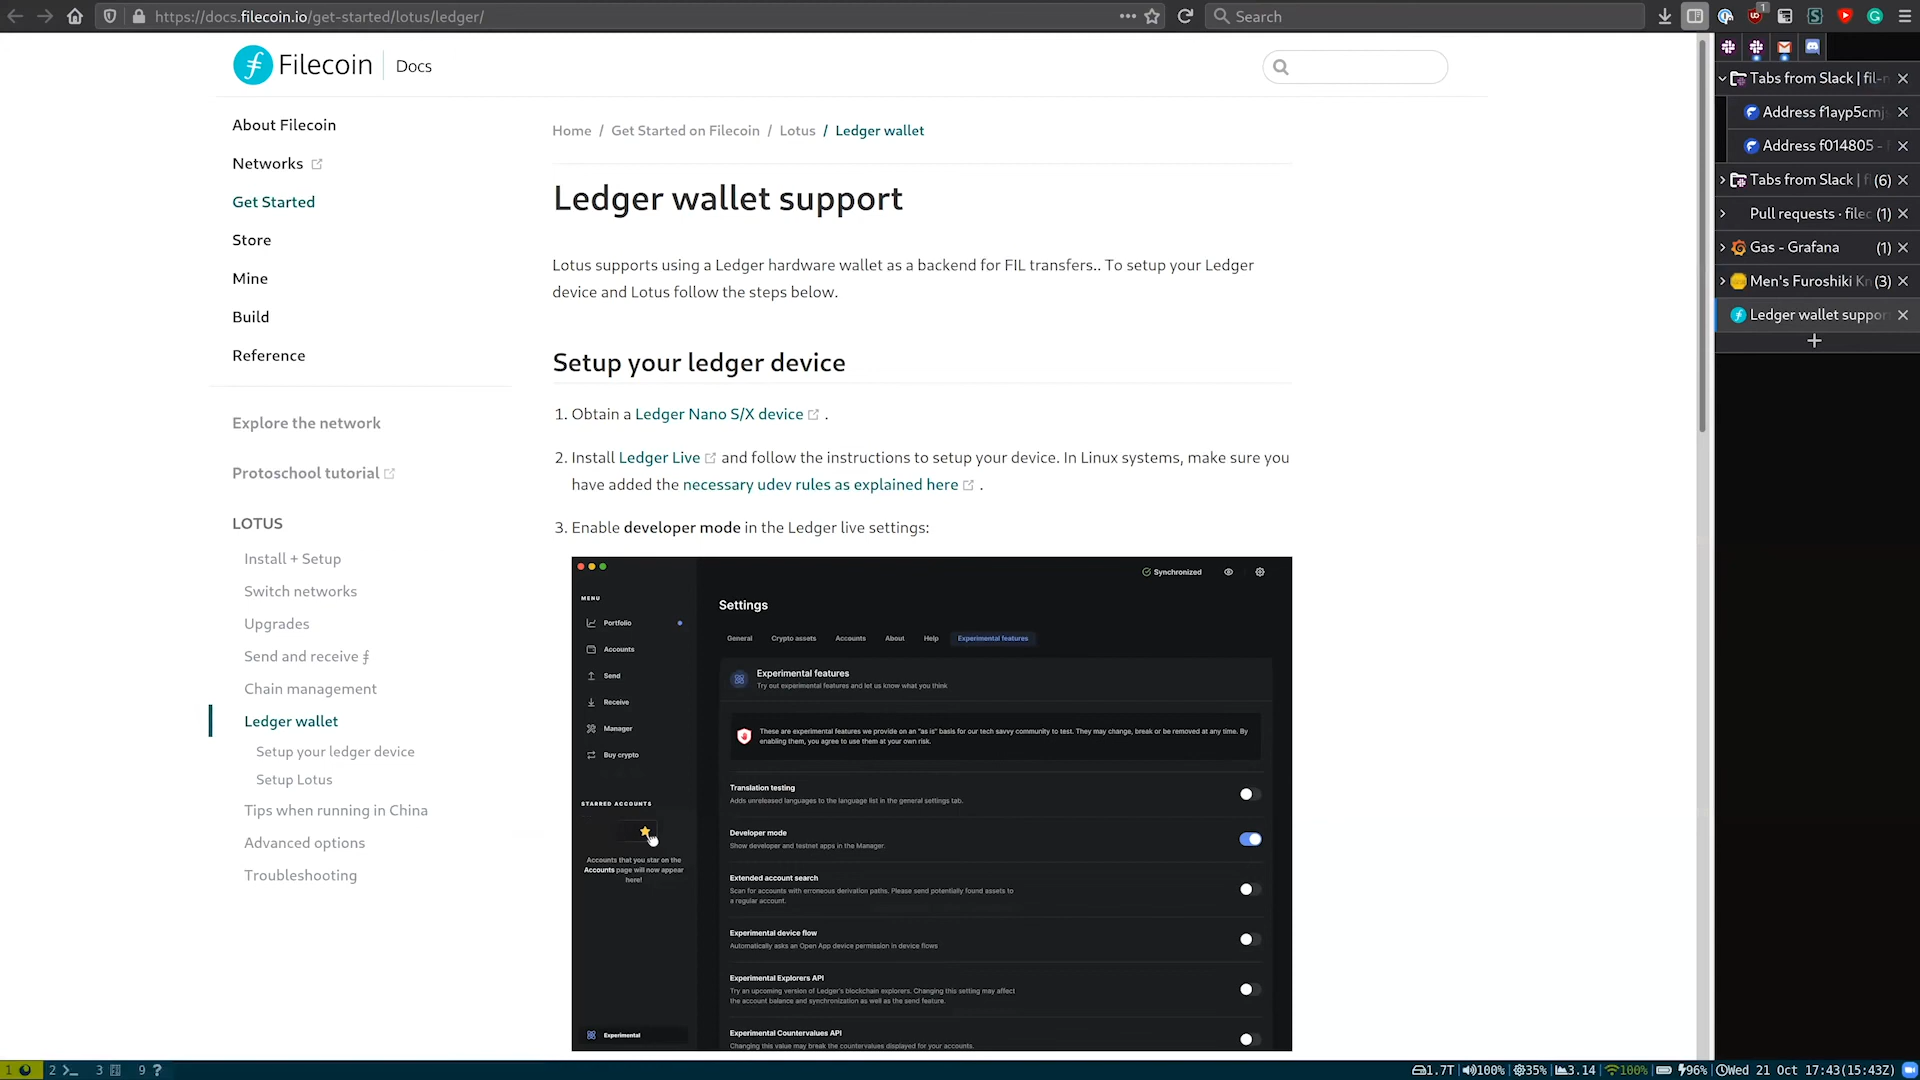 https://docs.filecoin.io/get-started/lotus/ledger/
Search
1
Filecoin
Docs
About Filecoin
Networks
Get Started
Store
Mine
Build
Reference
Explore the network
Protoschool tutorial
LOTUS
Install + Setup
Switch networks
Upgrades
Send and receive ⨎
Chain management
Ledger wallet
Setup your ledger device
Setup Lotus
Tips when running in China
Advanced options
Troubleshooting
Home / Get Started on Filecoin / Lotus / Ledger wallet
Ledger wallet support
Lotus supports using a Ledger hardware wallet as a backend for FIL transfers.. To setup your Ledger
device and Lotus follow the steps below.
Setup your ledger device
1. Obtain a Ledger Nano S/X device .
2. Install Ledger Live and follow the instructions to setup your device. In Linux systems, make sure you
have added the necessary udev rules as explained here .
3. Enable developer mode in the Ledger live settings:
Synchronized
MENU
Portfolio
Accounts
Send
Receive
Manager
Buy crypto
STARRED ACCOUNTS
Accounts that you star on the
Accounts page will now appear
here!
Experimental
Settings
General Crypto assets Accounts About Help Experimental features
Experimental features
Try out experimental features and let us know what you think
These are experimental features we provide on an "as is" basis for our tech savvy community to test. They may change, break or be removed at any time. By
enabling them, you agree to use them at your own risk.
Translation testing
Adds unreleased languages to the language list in the general settings tab.
Developer mode
Show developer and testnet apps in the Manager.
Extended account search
Scan for accounts with erroneous derivation paths. Please send potentially found assets to
a regular account.
Experimental device flow
Automatically asks an Open App device permission in device flows
Experimental Explorers API
Try an upcoming version of Ledger's blockchain explorers. Changing this setting may affect
the account balance and synchronization as well as the send feature.
Experimental Countervalues API
Changing this value may break the countervalues displayed for your accounts.
Tabs from Slack | fil-
Address f1ayp5cmj
Address f014805 -
Tabs from Slack | (6)
Pull requests · filec (1)
Gas - Grafana (1)
Men's Furoshiki Kn (3)
Ledger wallet suppor
1 2 3 9 ?
1.7T 100% 35% 3.14 100% 96% Wed 21 Oct 17:43(15:43Z)